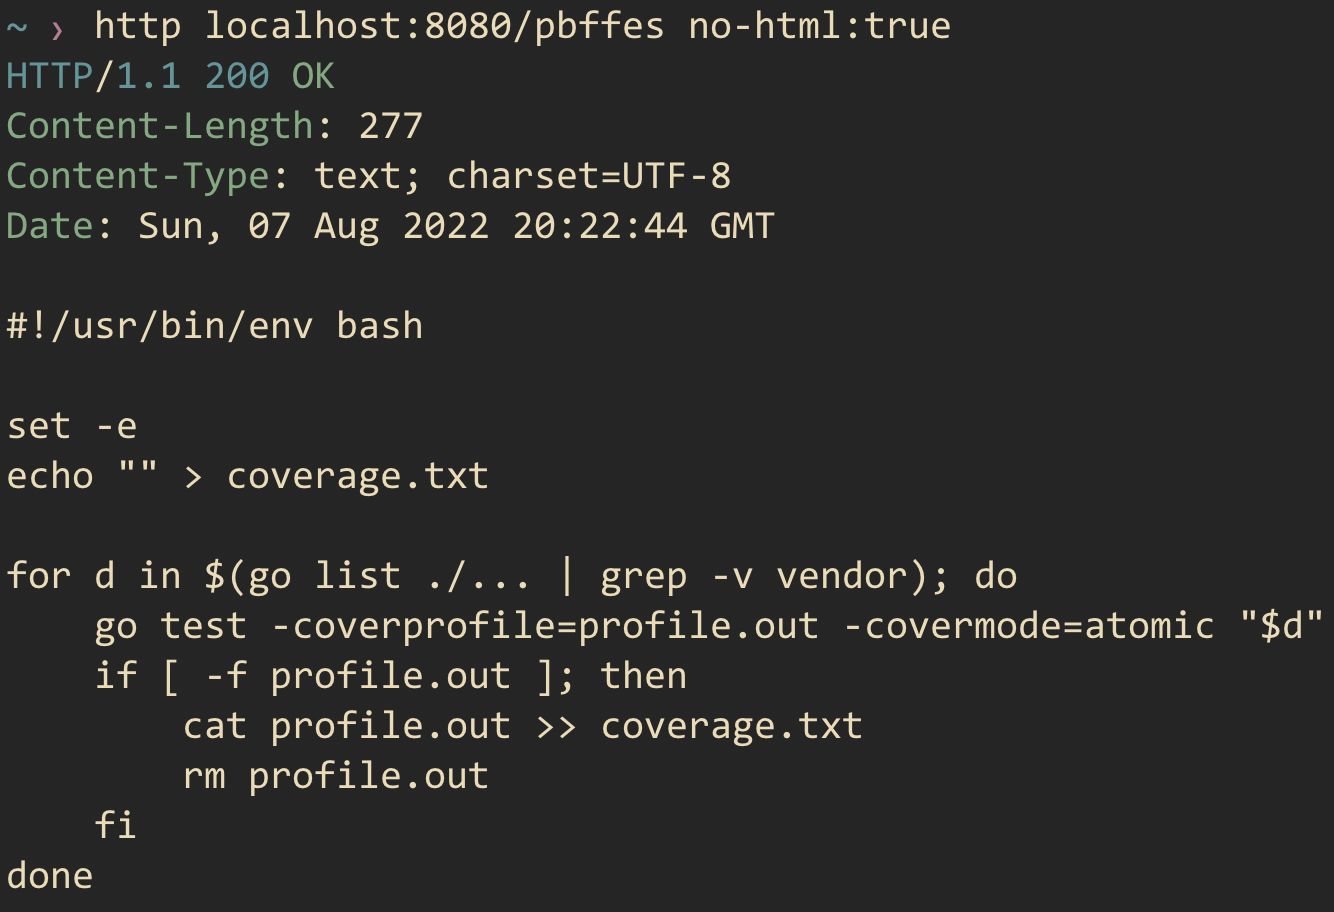 ~ ❯ http localhost:8080/pbffes no-html:true
HTTP/1.1 200 OK
Content-Length: 277
Content-Type: text; charset=UTF-8
Date: Sun, 07 Aug 2022 20:22:44 GMT

#!/usr/bin/env bash

set -e
echo "" > coverage.txt

for d in $(go list ./... | grep -v vendor); do
    go test -coverprofile=profile.out -covermode=atomic "$d"
    if [ -f profile.out ]; then
        cat profile.out >> coverage.txt
        rm profile.out
    fi
done